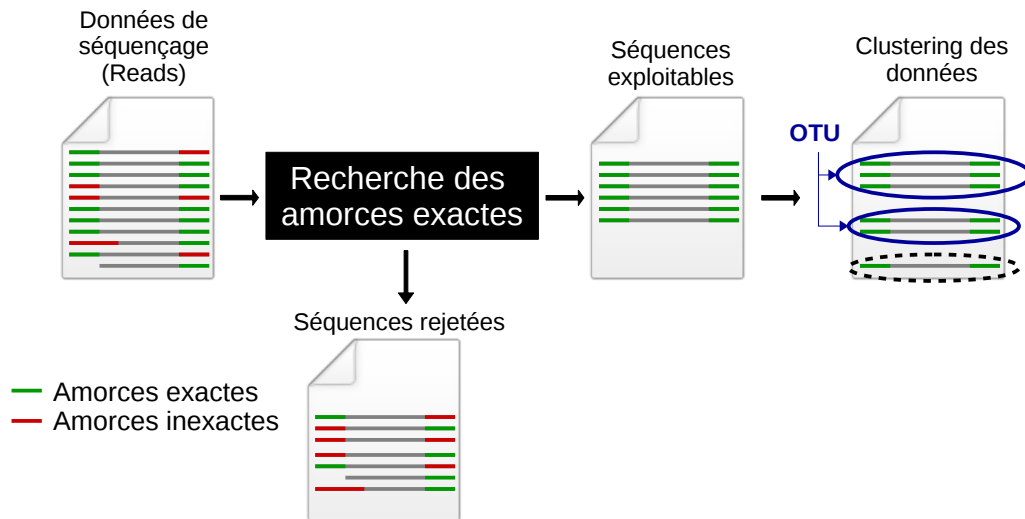 Données de
séquençage
(Reads)
Séquences
exploitables
Clustering des
données
OTU
Recherche des
amorces exactes
Séquences rejetées
Amorces exactes
Amorces inexactes